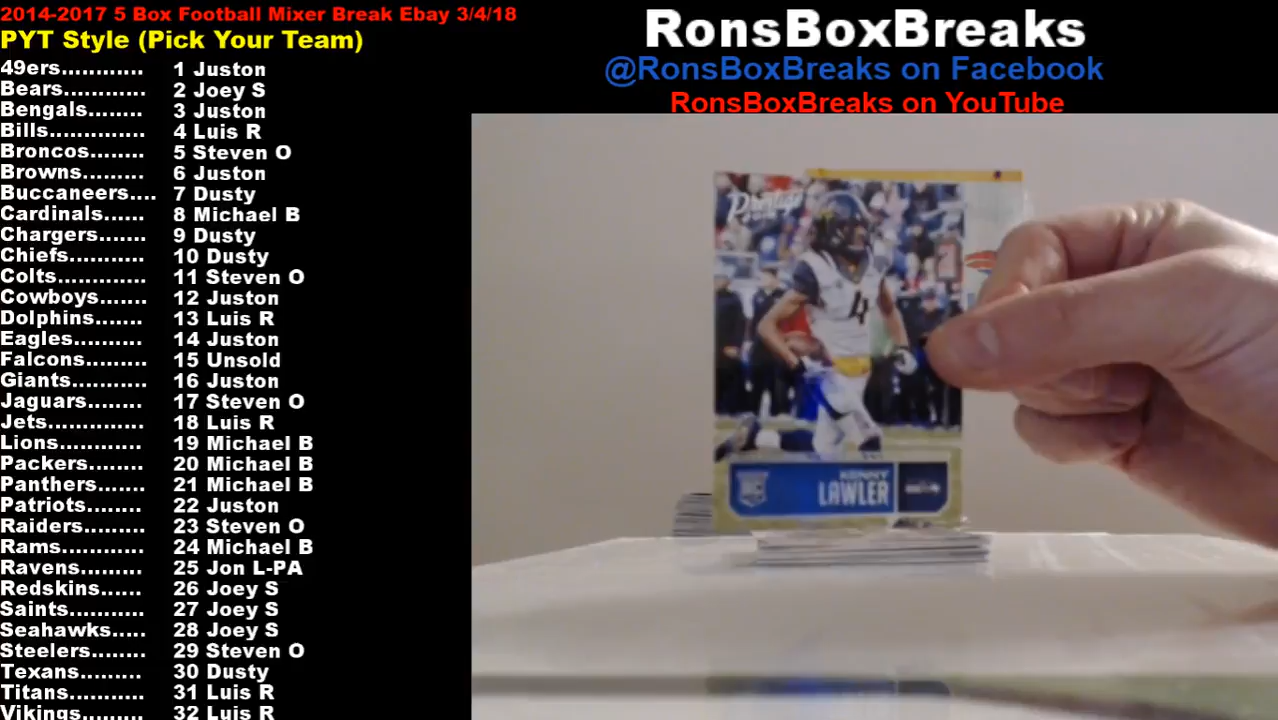 2014-2017 5 Box Football Mixer Break Ebay 3/4/18
PYT Style (Pick Your Team)
49ers............ 1 Juston
Bears............ 2 Joey S
Bengals........ 3 Juston
Bills.............. 4 Luis R
Broncos........ 5 Steven O
Browns......... 6 Juston
Buccaneers.... 7 Dusty
Cardinals...... 8 Michael B
Chargers....... 9 Dusty
Chiefs........... 10 Dusty
Colts............. 11 Steven O
Cowboys....... 12 Juston
Dolphins....... 13 Luis R
Eagles.......... 14 Juston
Falcons......... 15 Unsold
Giants........... 16 Juston
Jaguars........ 17 Steven O
Jets.............. 18 Luis R
Lions............ 19 Michael B
Packers........ 20 Michael B
Panthers....... 21 Michael B
Patriots........ 22 Juston
Raiders......... 23 Steven O
Rams............ 24 Michael B
Ravens......... 25 Jon L-PA
Redskins...... 26 Joey S
Saints........... 27 Joey S
Seahawks..... 28 Joey S
Steelers........ 29 Steven O
Texans......... 30 Dusty
Titans........... 31 Luis R
Vikings......... 32 Luis R
RonsBoxBreaks
@RonsBoxBreaks on Facebook
RonsBoxBreaks on YouTube
Prestige
4
KENNY
LAWLER